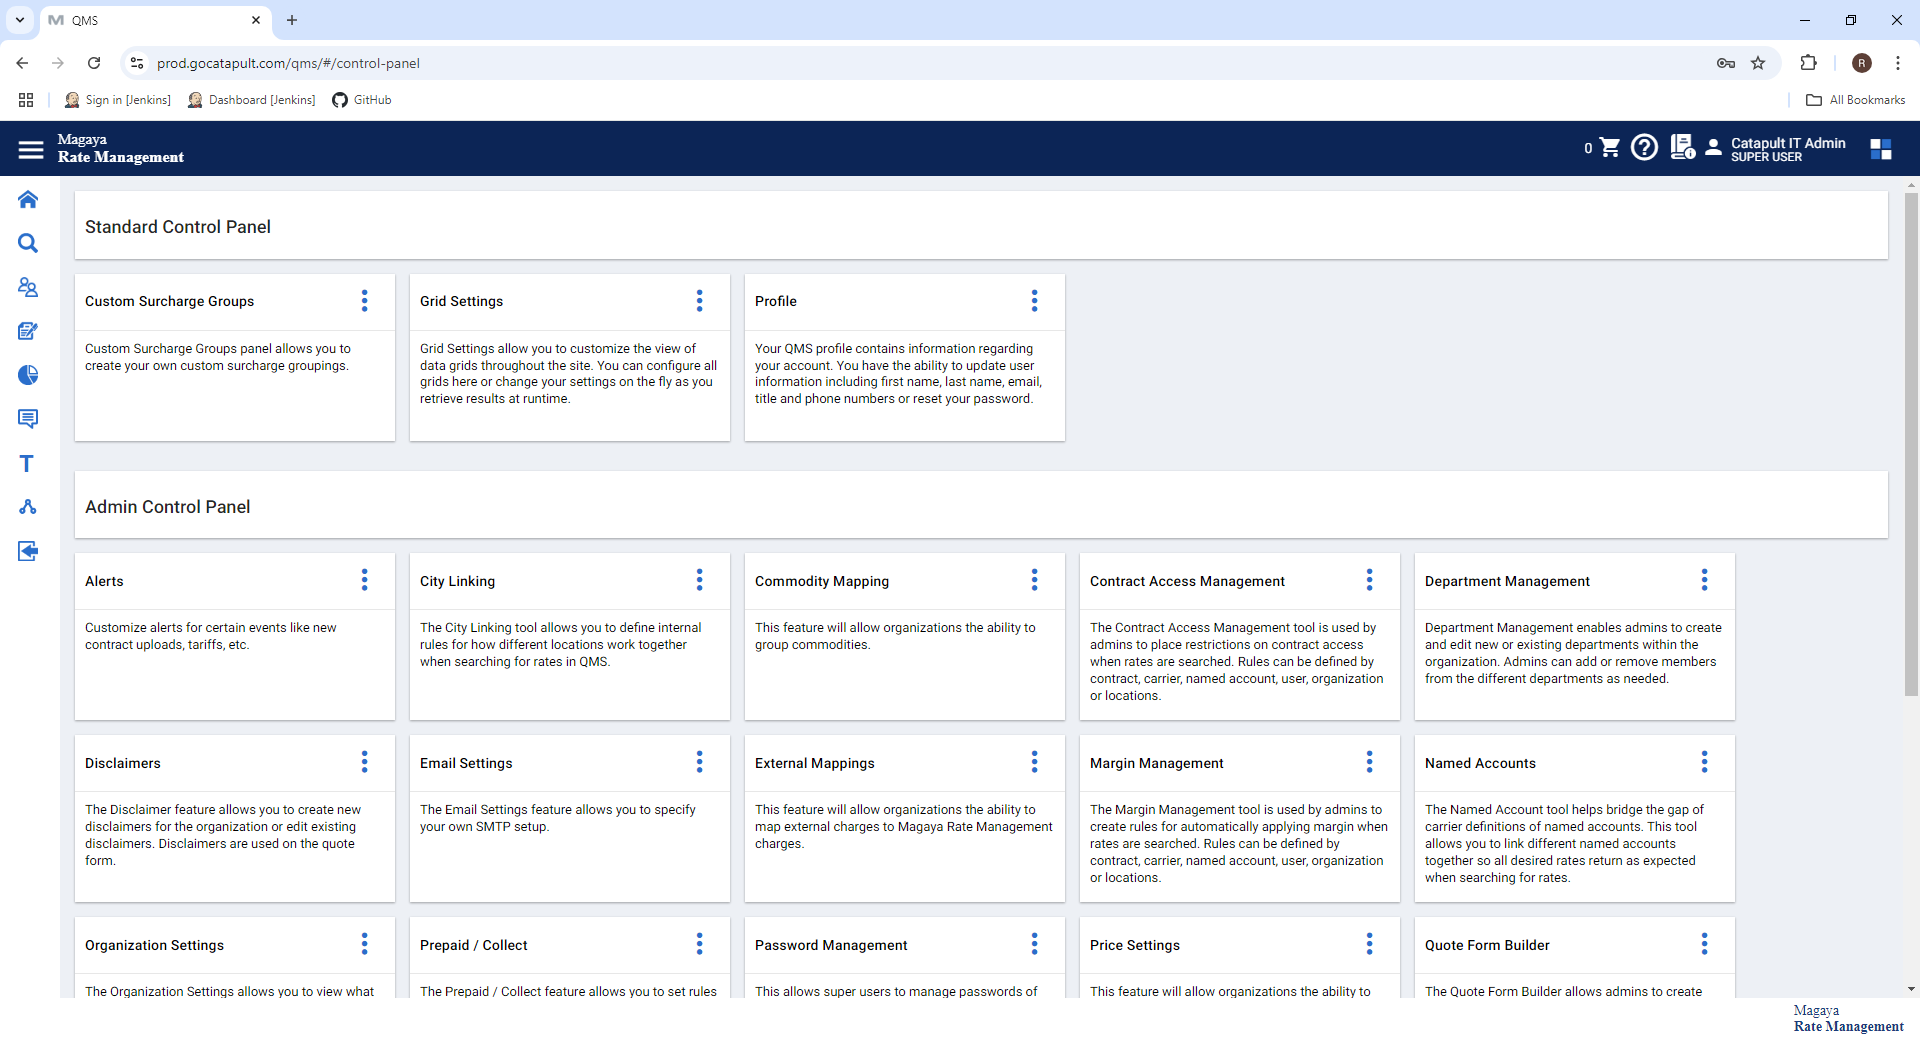 QMS
prod.gocatapult.com/qms/#/control-panel
R
Sign in [Jenkins]
Dashboard [Jenkins]
GitHub
All Bookmarks
Magaya
Rate Management
0
Catapult IT Admin
SUPER USER
Standard Control Panel
Custom Surcharge Groups
Custom Surcharge Groups panel allows you to
create your own custom surcharge groupings.
Grid Settings
Grid Settings allow you to customize the view of
data grids throughout the site. You can configure all
grids here or change your settings on the fly as you
retrieve results at runtime.
Profile
Your QMS profile contains information regarding
your account. You have the ability to update user
information including first name, last name, email,
title and phone numbers or reset your password.
Admin Control Panel
Alerts
Customize alerts for certain events like new
contract uploads, tariffs, etc.
City Linking
The City Linking tool allows you to define internal
rules for how different locations work together
when searching for rates in QMS.
Commodity Mapping
This feature will allow organizations the ability to
group commodities.
Contract Access Management
The Contract Access Management tool is used by
admins to place restrictions on contract access
when rates are searched. Rules can be defined by
contract, carrier, named account, user, organization
or locations.
Department Management
Department Management enables admins to create
and edit new or existing departments within the
organization. Admins can add or remove members
from the different departments as needed.
Disclaimers
The Disclaimer feature allows you to create new
disclaimers for the organization or edit existing
disclaimers. Disclaimers are used on the quote
form.
Email Settings
The Email Settings feature allows you to specify
your own SMTP setup.
External Mappings
This feature will allow organizations the ability to
map external charges to Magaya Rate Management
charges.
Margin Management
The Margin Management tool is used by admins to
create rules for automatically applying margin when
rates are searched. Rules can be defined by
contract, carrier, named account, user, organization
or locations.
Named Accounts
The Named Account tool helps bridge the gap of
carrier definitions of named accounts. This tool
allows you to link different named accounts
together so all desired rates return as expected
when searching for rates.
Organization Settings
The Organization Settings allows you to view what
Prepaid / Collect
The Prepaid / Collect feature allows you to set rules
Password Management
This allows super users to manage passwords of
Price Settings
This feature will allow organizations the ability to
Quote Form Builder
The Quote Form Builder allows admins to create
Magaya
Rate Management